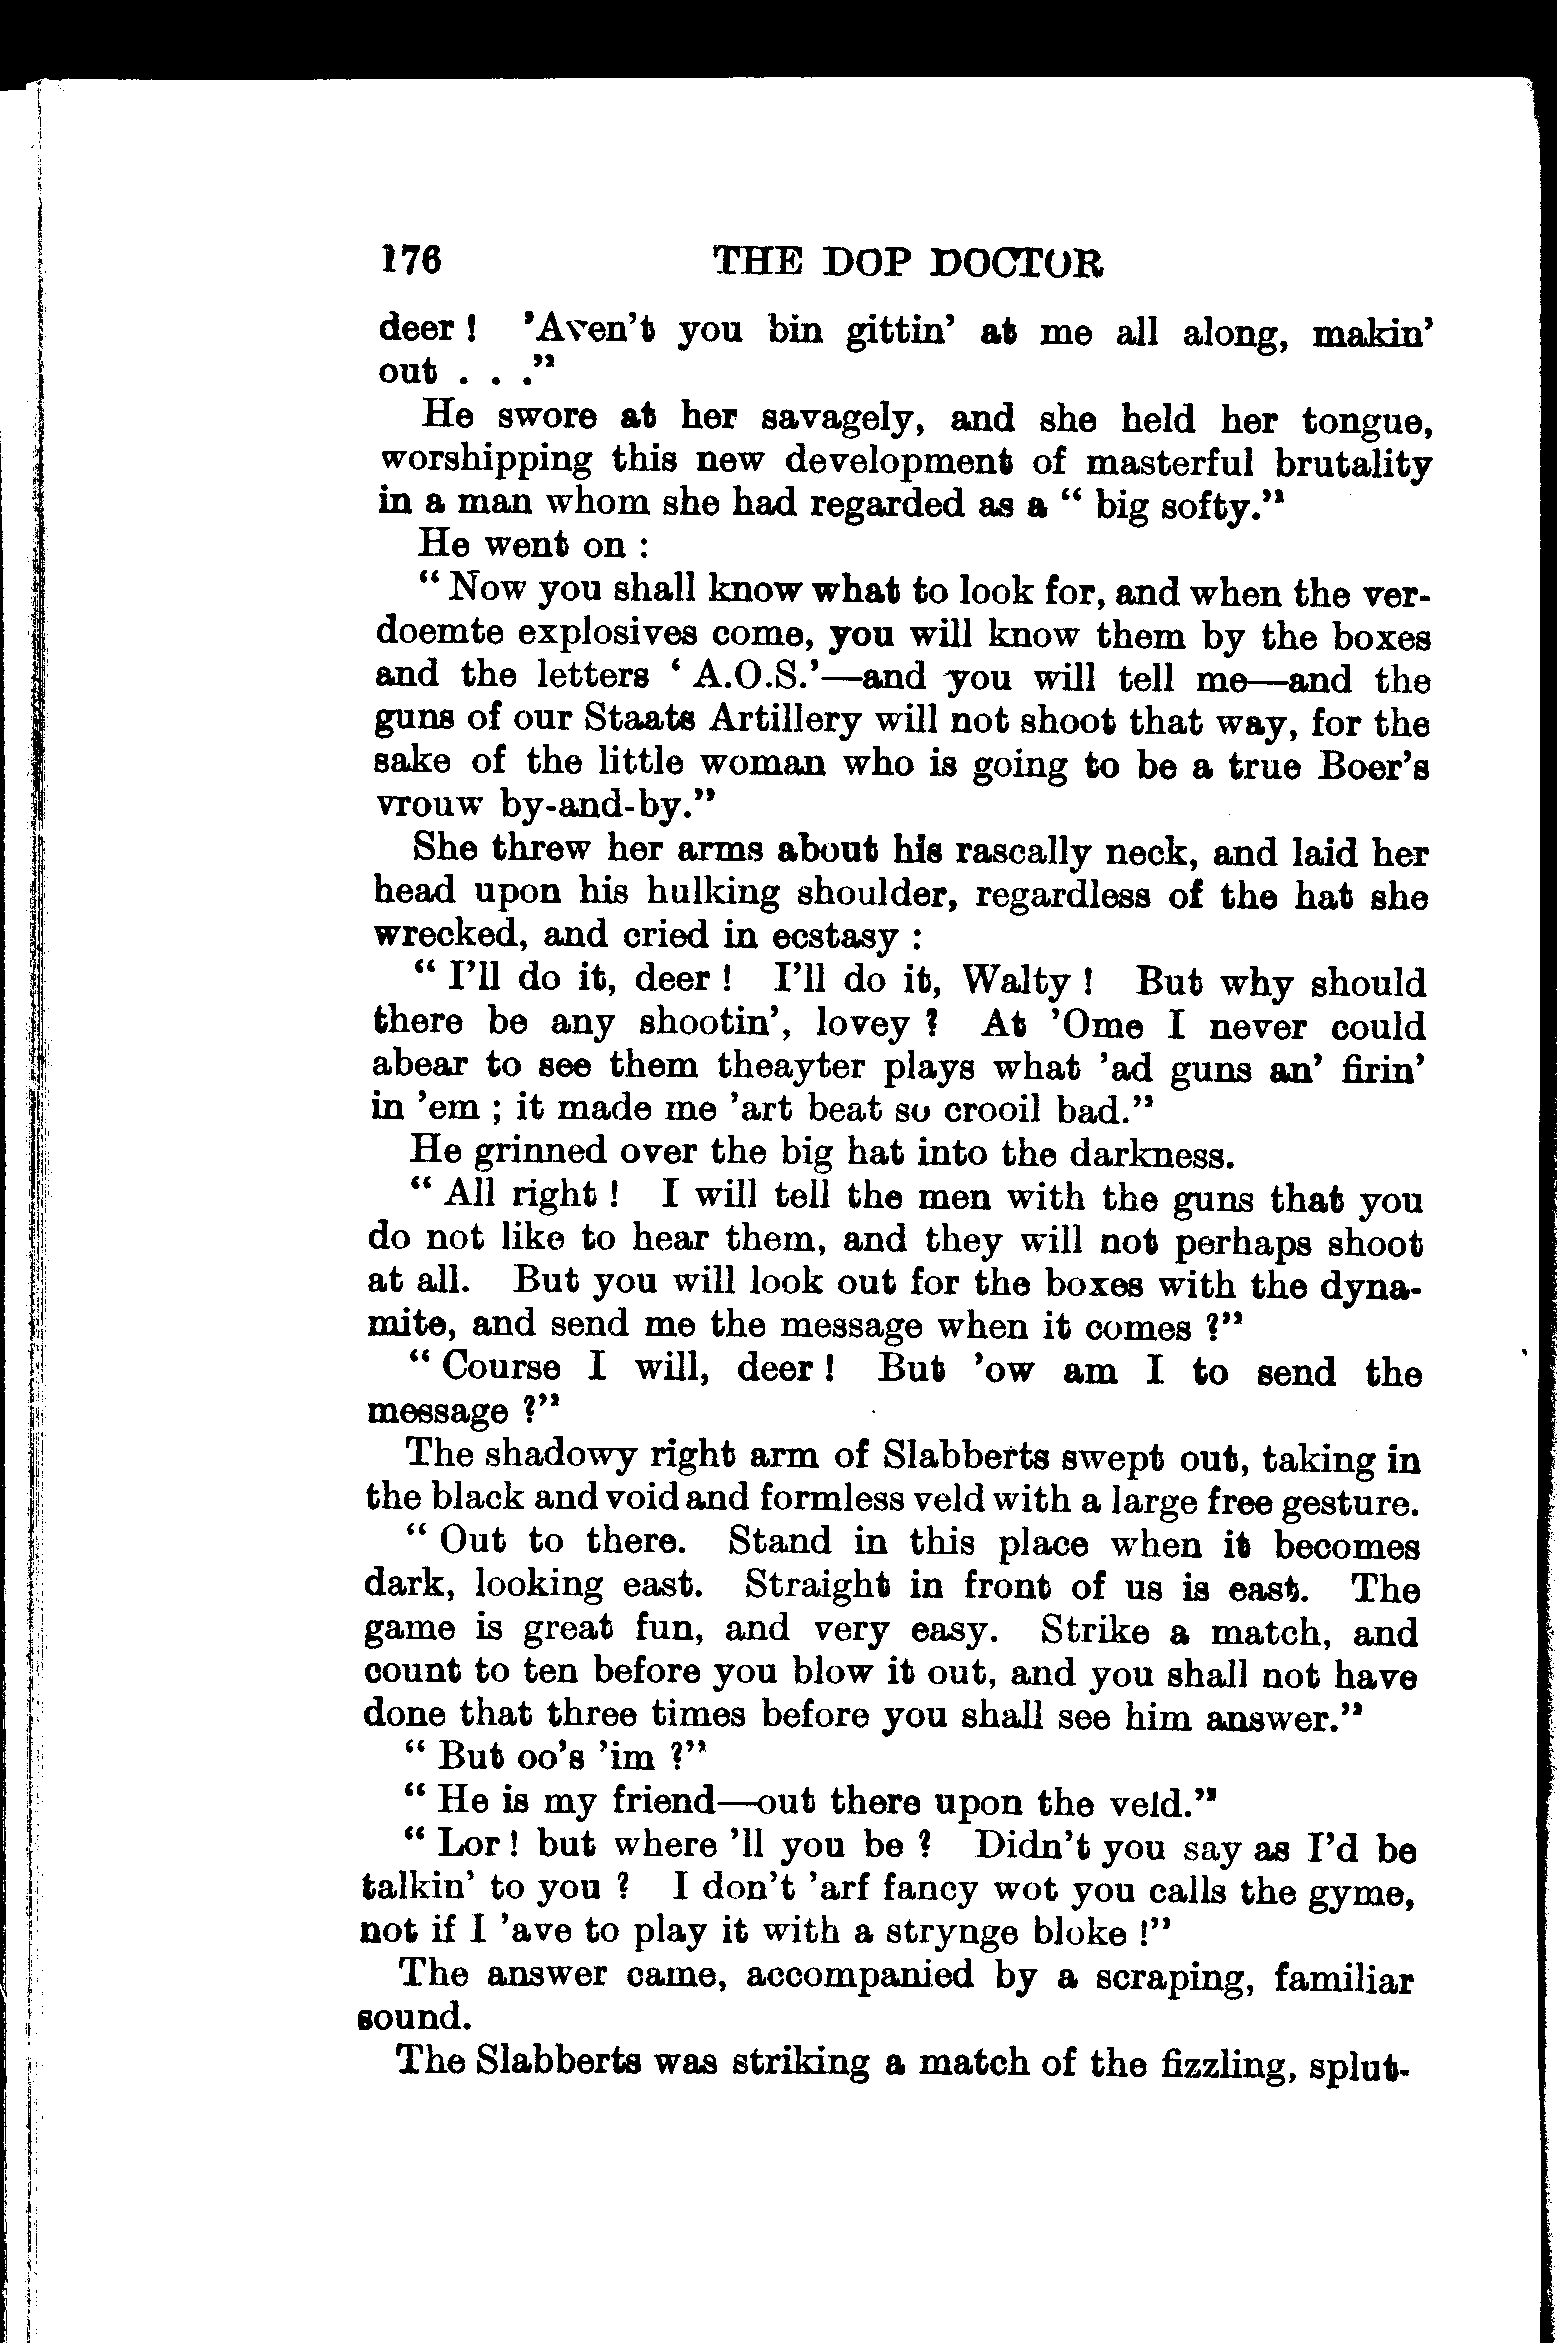 176 THE DOP DOCTOR
deer ! 'Aven't you bin gittin' at me all along, makin'
out . . ."
He swore at her savagely, and she held her tongue,
worshipping this new development of masterful brutality
in a man whom she had regarded as a " big softy."
He went on :
" Now you shall know what to look for, and when the ver-
doemte explosives come, you will know them by the boxes
and the letters ' A.O.S.'—and you will tell me—and the
guns of our Staats Artillery will not shoot that way, for the
sake of the little woman who is going to be a true Boer's
vrouw by-and-by."
She threw her arms about his rascally neck, and laid her
head upon his hulking shoulder, regardless of the hat she
wrecked, and cried in ecstasy :
" I'll do it, deer ! I'll do it, Walty ! But why should
there be any shootin', lovey ? At 'Ome I never could
abear to see them theayter plays what 'ad guns an' firin'
in 'em ; it made me 'art beat so crooil bad."
He grinned over the big hat into the darkness.
" All right ! I will tell the men with the guns that you
do not like to hear them, and they will not perhaps shoot
at all. But you will look out for the boxes with the dyna-
mite, and send me the message when it comes ?"
" Course I will, deer ! But 'ow am I to send the
message ?"
The shadowy right arm of Slabberts swept out, taking in
the black and void and formless veld with a large free gesture.
" Out to there. Stand in this place when it becomes
dark, looking east. Straight in front of us is east. The
game is great fun, and very easy. Strike a match, and
count to ten before you blow it out, and you shall not have
done that three times before you shall see him answer."
" But oo's 'im ?"
" He is my friend—out there upon the veld."
" Lor ! but where 'll you be ? Didn't you say as I'd be
talkin' to you ? I don't 'arf fancy wot you calls the gyme,
not if I 'ave to play it with a strynge bloke !"
The answer came, accompanied by a scraping, familiar
sound.
The Slabberts was striking a match of the fizzling, splut-